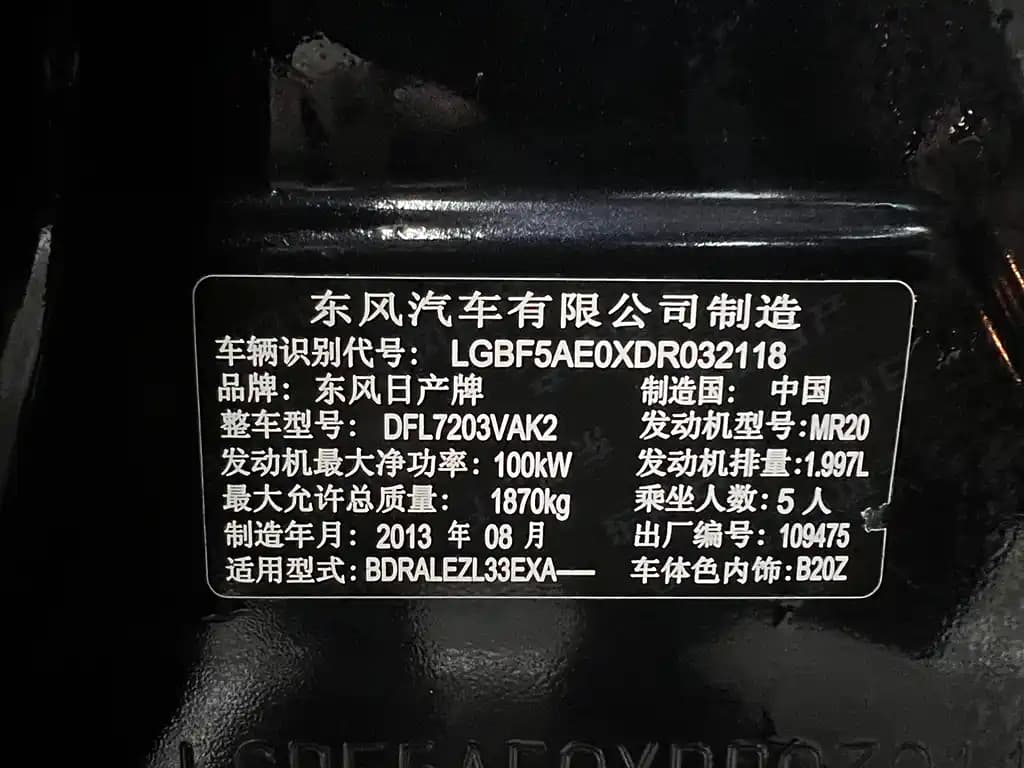 东风汽车有限公司制造
车辆识别代号: LGBF5AE0XDR032118
品牌: 东风日产牌 制造国: 中国
整车型号: DFL7203VAK2 发动机型号:MR20
发动机最大净功率: 100kW 发动机排量:1.997L
最大允许总质量: 1870kg 乘坐人数: 5 人
制造年月: 2013 年 08 月 出厂编号: 109475
适用型式:BDRALEZL33EXA— 车体色内饰:B20Z